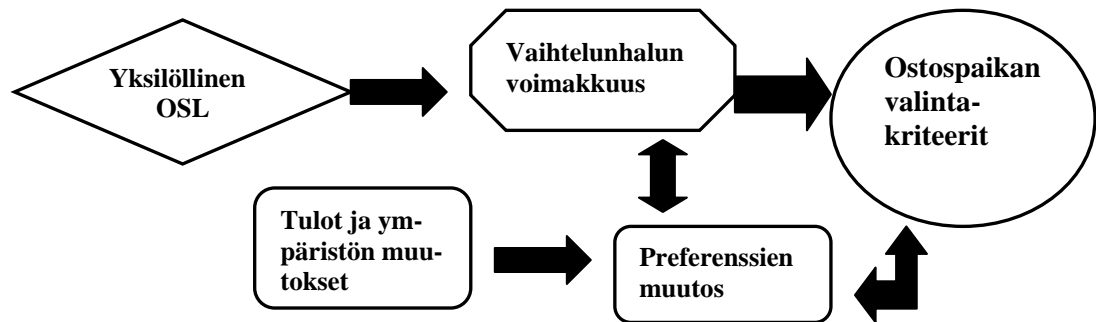 Yksilöllinen
OSL
Vaihtelunhalun
voimakkuus
Ostospaikan
valinta-
kriteerit
Tulot ja ym-
päristön muu-
tokset
Preferenssien
muutos